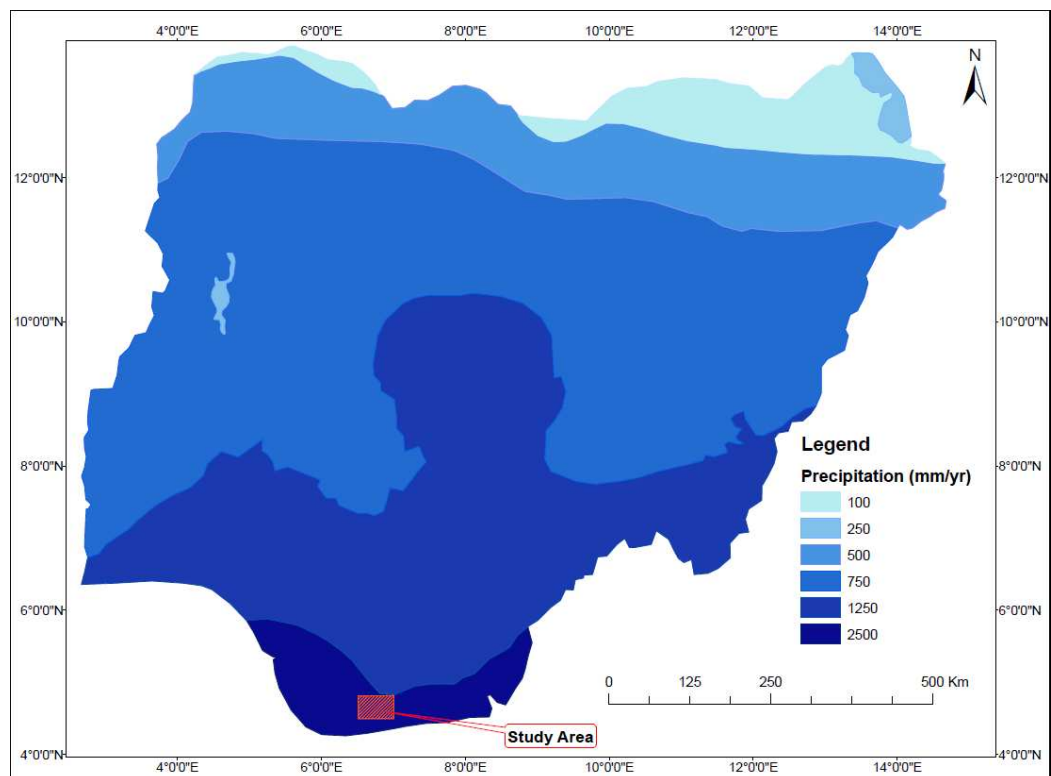 4°0'0"E 6°0'0"E 8°0'0"E 10°0'0"E 12°0'0"E 14°0'0"E
N
12°0'0"N 12°0'0"N
10°0'0"N 10°0'0"N
8°0'0"N 8°0'0"N
6°0'0"N 6°0'0"N
4°0'0"N 4°0'0"N
Legend
Precipitation (mm/yr)
100
250
500
750
1250
2500
0 125 250 500 Km
Study Area
4°0'0"E 6°0'0"E 8°0'0"E 10°0'0"E 12°0'0"E 14°0'0"E